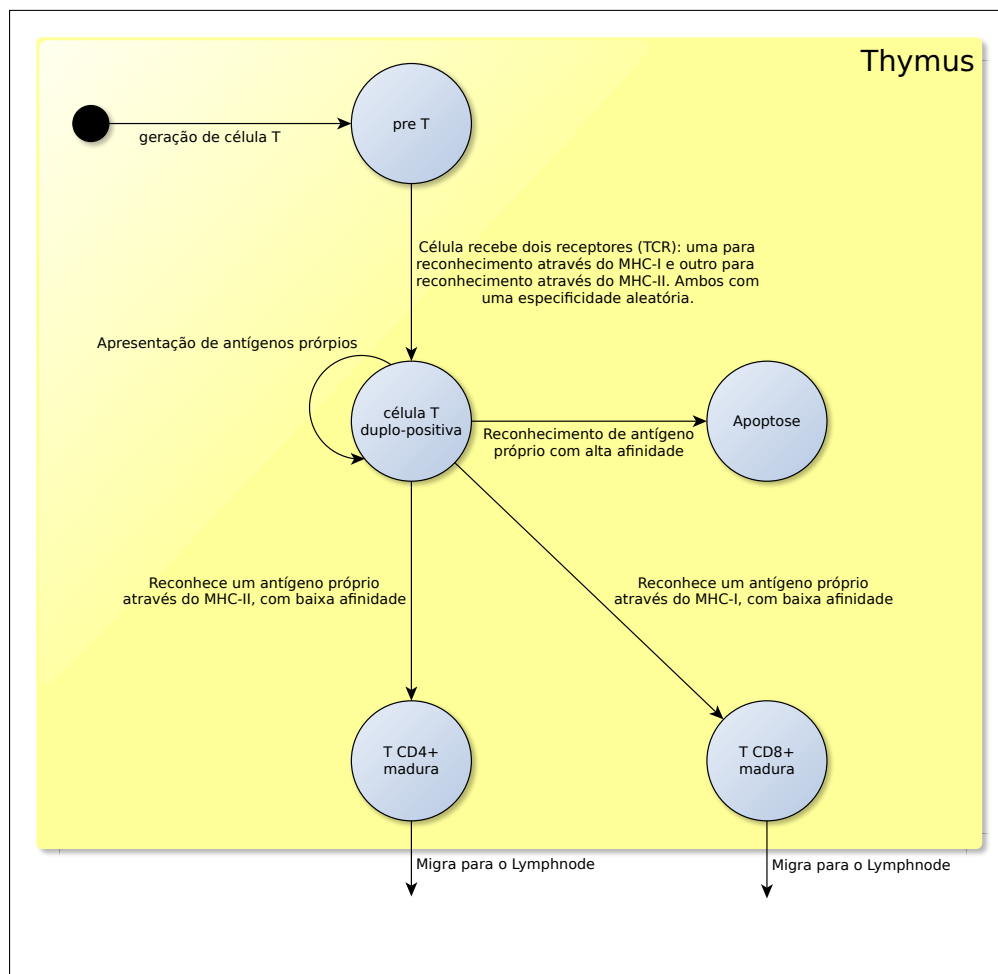 Thymus
pre T
geração de célula T
Célula recebe dois receptores (TCR): uma para
reconhecimento através do MHC-I e outro para
reconhecimento através do MHC-II. Ambos com
uma especificidade aleatória.
Apresentação de antígenos prórpios
célula T
duplo-positiva
Reconhecimento de antígeno
próprio com alta afinidade
Apoptose
Reconhece um antígeno próprio
através do MHC-II, com baixa afinidade
Reconhece um antígeno próprio
através do MHC-I, com baixa afinidade
T CD4+
madura
T CD8+
madura
Migra para o Lymphnode
Migra para o Lymphnode